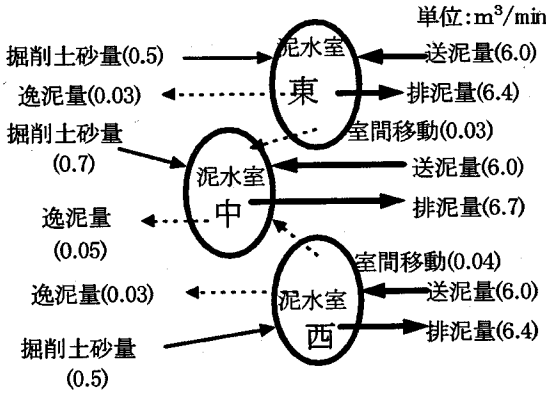 単位:m³/min
掘削土砂量(0.5)
泥水室
東
送泥量(6.0)
逸泥量(0.03)
排泥量(6.4)
室間移動(0.03)
掘削土砂量
(0.7)
泥水室
中
送泥量(6.0)
排泥量(6.7)
逸泥量
(0.05)
室間移動(0.04)
逸泥量(0.03)
泥水室
西
送泥量(6.0)
排泥量(6.4)
掘削土砂量
(0.5)